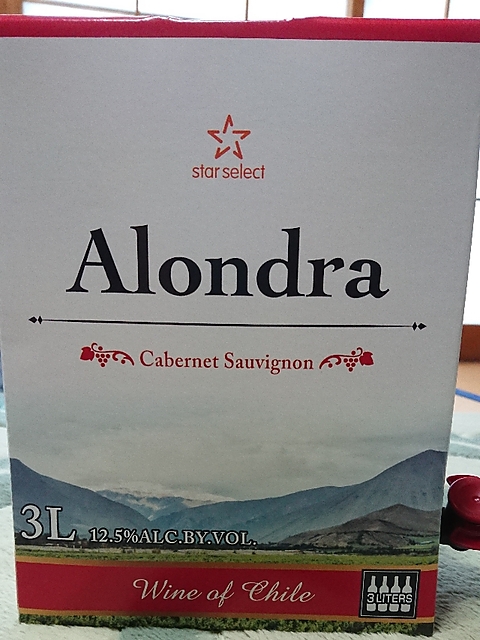 star select
Alondra
Cabernet Sauvignon
3L 12.5%ALC.BY.VOL.
Wine of Chile
3 LITERS